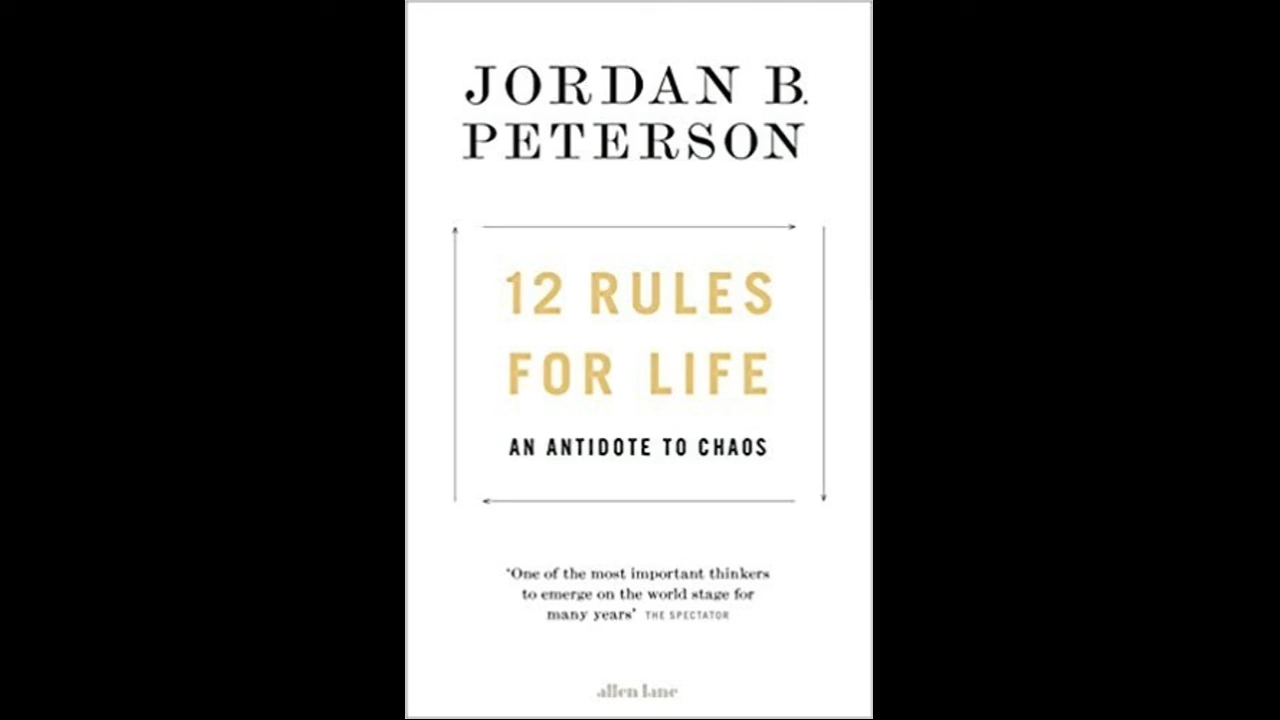 JORDAN B.
PETERSON
12 RULES
FOR LIFE
AN ANTIDOTE TO CHAOS
‘One of the most important thinkers
to emerge on the world stage for
many years’ THE SPECTATOR
allen lane